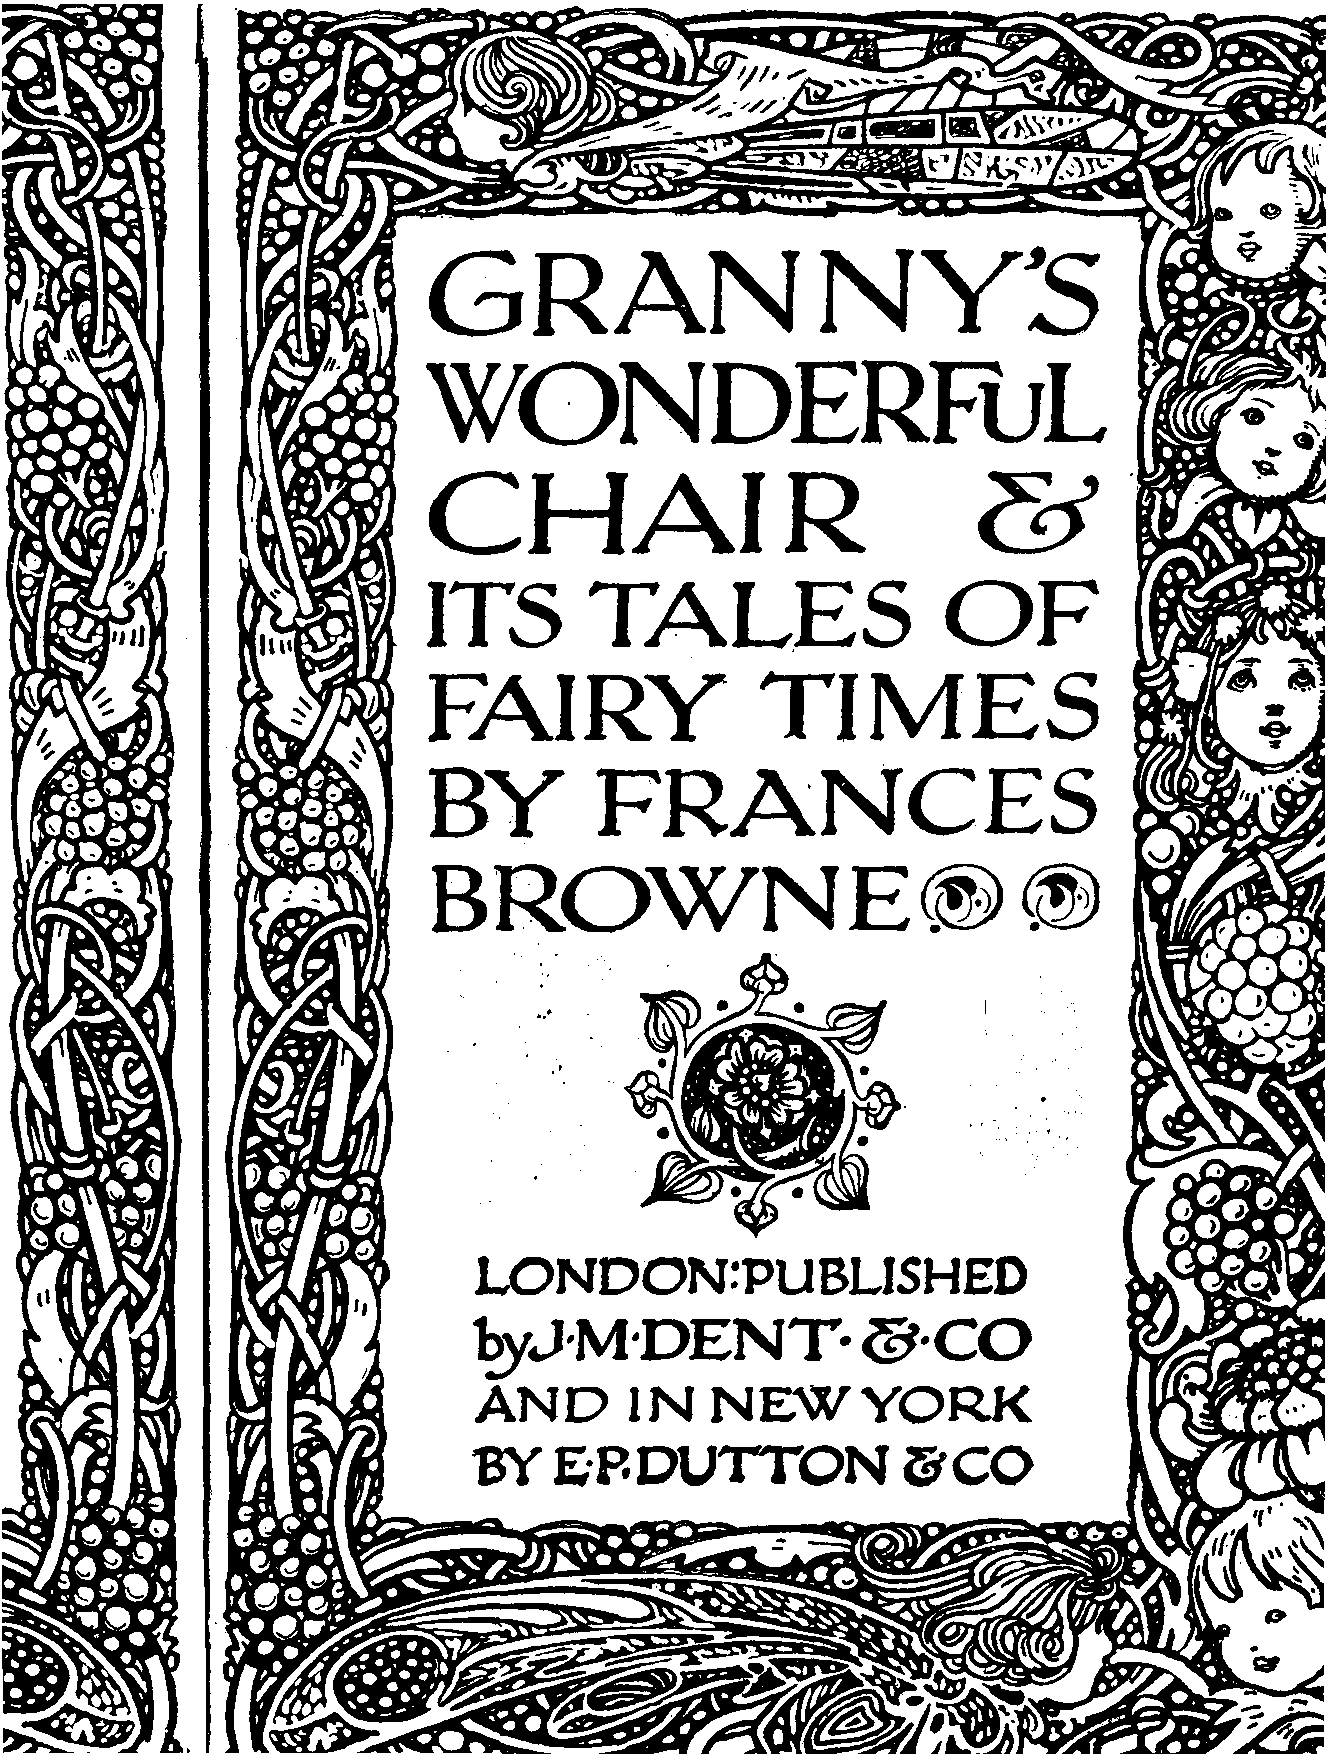 GRANNY'S
WONDERFUL
CHAIR &
ITS TALES OF
FAIRY TIMES
BY FRANCES
BROWNE
LONDON:PUBLISHED
by J·M·DENT·&·CO
AND IN NEW YORK
BY E·P·DUTTON & CO